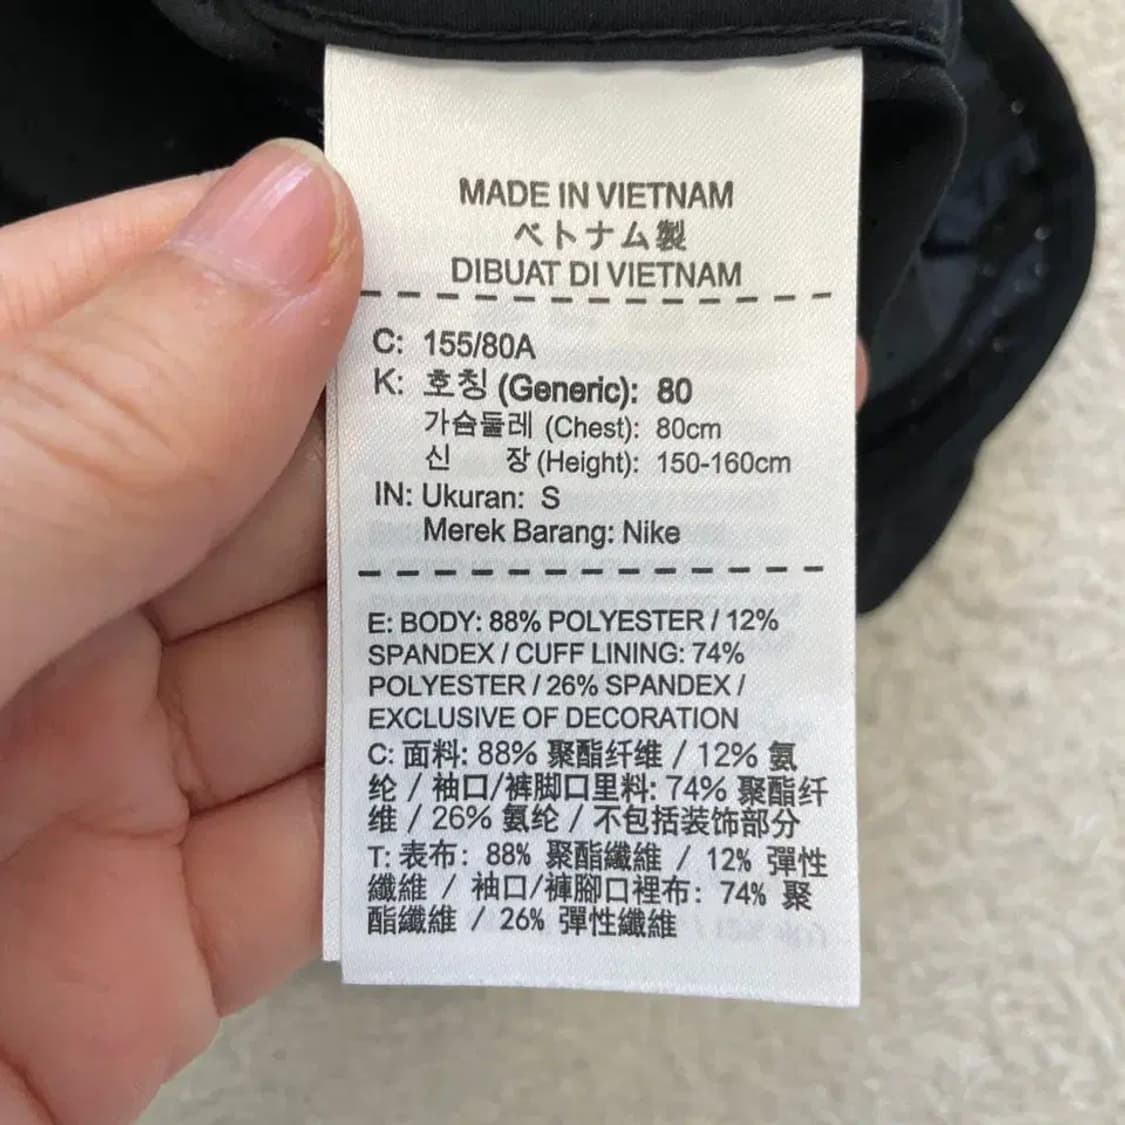 MADE IN VIETNAM
ベトナム製
DIBUAT DI VIETNAM
C: 155/80A
K: 호칭 (Generic): 80
가슴둘레 (Chest): 80cm
신 장 (Height): 150-160cm
IN: Ukuran: S
Merek Barang: Nike
E: BODY: 88% POLYESTER / 12%
SPANDEX / CUFF LINING: 74%
POLYESTER / 26% SPANDEX /
EXCLUSIVE OF DECORATION
C: 面料: 88% 聚酯纤维 / 12% 氨
纶 / 袖口/裤脚口里料: 74% 聚酯纤
维 / 26% 氨纶 / 不包括装饰部分
T: 表布: 88% 聚酯纖維 / 12% 彈性
纖維 / 袖口/褲腳口裡布: 74% 聚
酯纖維 / 26% 彈性纖維